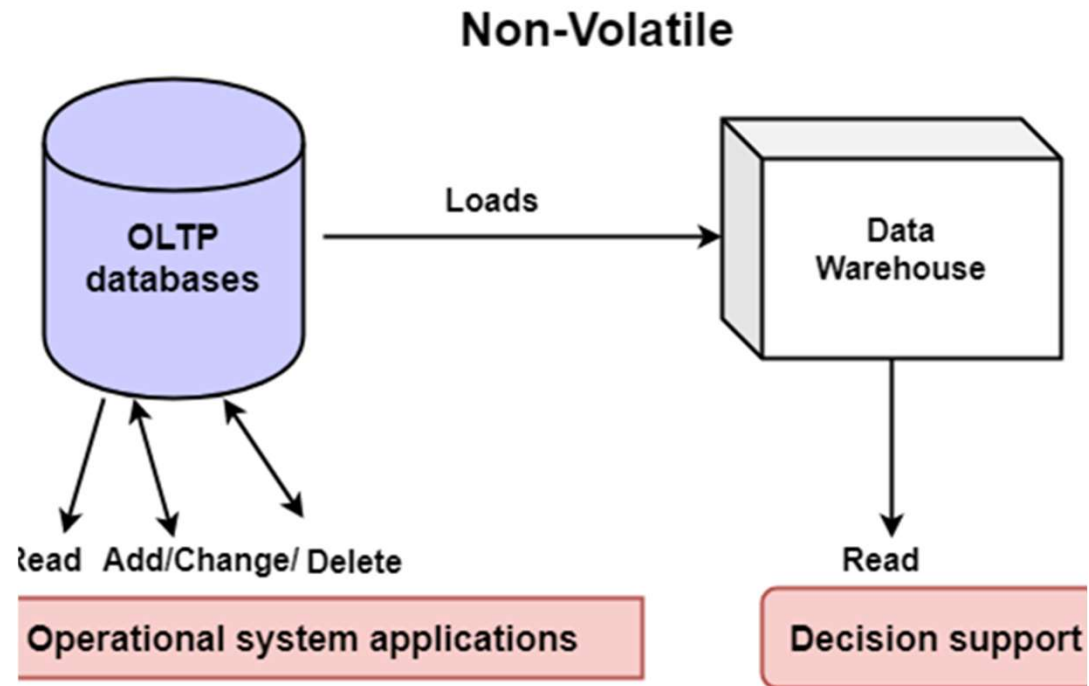 Non-Volatile
OLTP
databases
Loads
Data
Warehouse
Read Add/Change/ Delete
Read
Operational system applications
Decision support